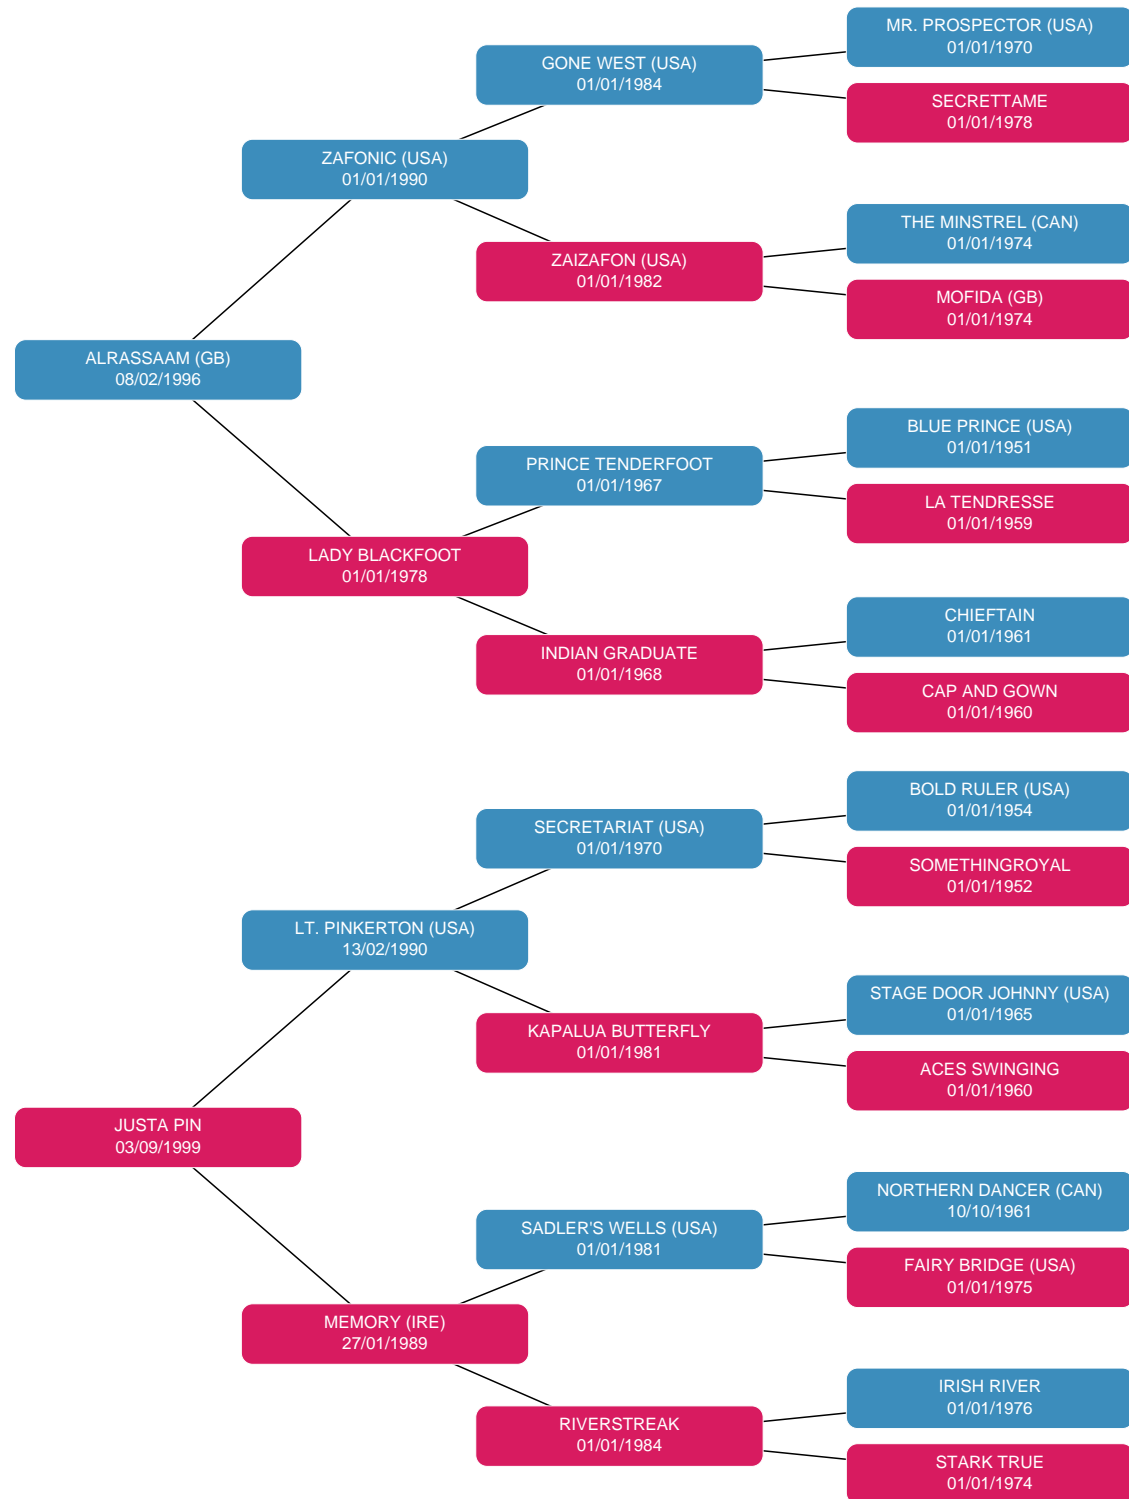 MR. PROSPECTOR (USA)
01/01/1970
GONE WEST (USA)
01/01/1984
SECRETTAME
01/01/1978
ZAFONIC (USA)
01/01/1990
THE MINSTREL (CAN)
01/01/1974
ZAIZAFON (USA)
01/01/1982
MOFIDA (GB)
01/01/1974
ALRASSAAM (GB)
08/02/1996
BLUE PRINCE (USA)
01/01/1951
PRINCE TENDERFOOT
01/01/1967
LA TENDRESSE
01/01/1959
LADY BLACKFOOT
01/01/1978
CHIEFTAIN
01/01/1961
INDIAN GRADUATE
01/01/1968
CAP AND GOWN
01/01/1960
BOLD RULER (USA)
01/01/1954
SECRETARIAT (USA)
01/01/1970
SOMETHINGROYAL
01/01/1952
LT. PINKERTON (USA)
13/02/1990
STAGE DOOR JOHNNY (USA)
01/01/1965
KAPALUA BUTTERFLY
01/01/1981
ACES SWINGING
01/01/1960
JUSTA PIN
03/09/1999
NORTHERN DANCER (CAN)
10/10/1961
SADLER'S WELLS (USA)
01/01/1981
FAIRY BRIDGE (USA)
01/01/1975
MEMORY (IRE)
27/01/1989
IRISH RIVER
01/01/1976
RIVERSTREAK
01/01/1984
STARK TRUE
01/01/1974